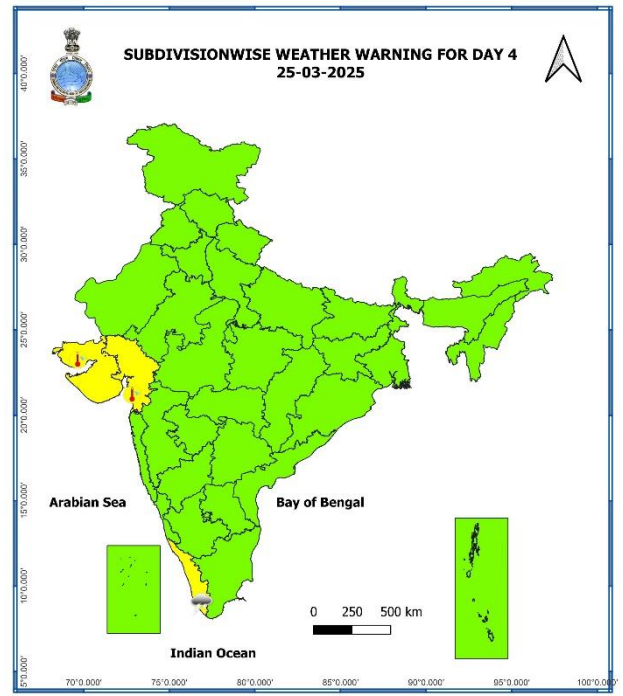 SUBDIVISIONWISE WEATHER WARNING FOR DAY 4
25-03-2025
40°0.000'
35°0.000'
30°0.000'
25°0.000'
20°0.000'
15°0.000'
10°0.000'
5°0.000'
Arabian Sea
Bay of Bengal
0 250 500 km
Indian Ocean
70°0.000' 75°0.000' 80°0.000' 85°0.000' 90°0.000' 95°0.000' 100°0.000'